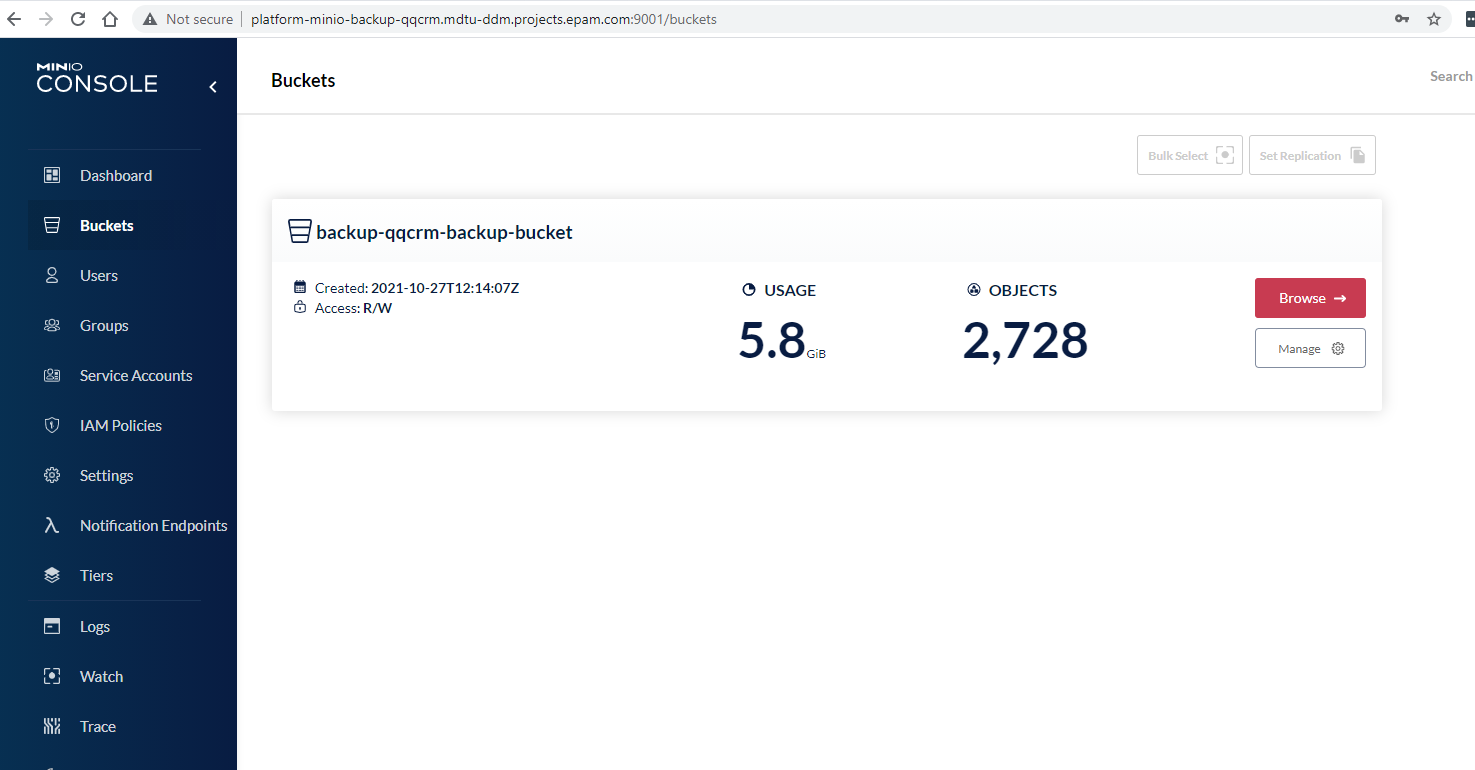 Not secure platform-minio-backup-qqcrm.mdtu-ddm.projects.epam.com:9001/buckets
MINIO
CONSOLE
Buckets
Search
Bulk Select
Set Replication
Dashboard
Buckets
Users
Groups
Service Accounts
IAM Policies
Settings
Notification Endpoints
Tiers
Logs
Watch
Trace
backup-qqcrm-backup-bucket
Created: 2021-10-27T12:14:07Z
Access: R/W
USAGE
5.8GiB
OBJECTS
2,728
Browse
Manage